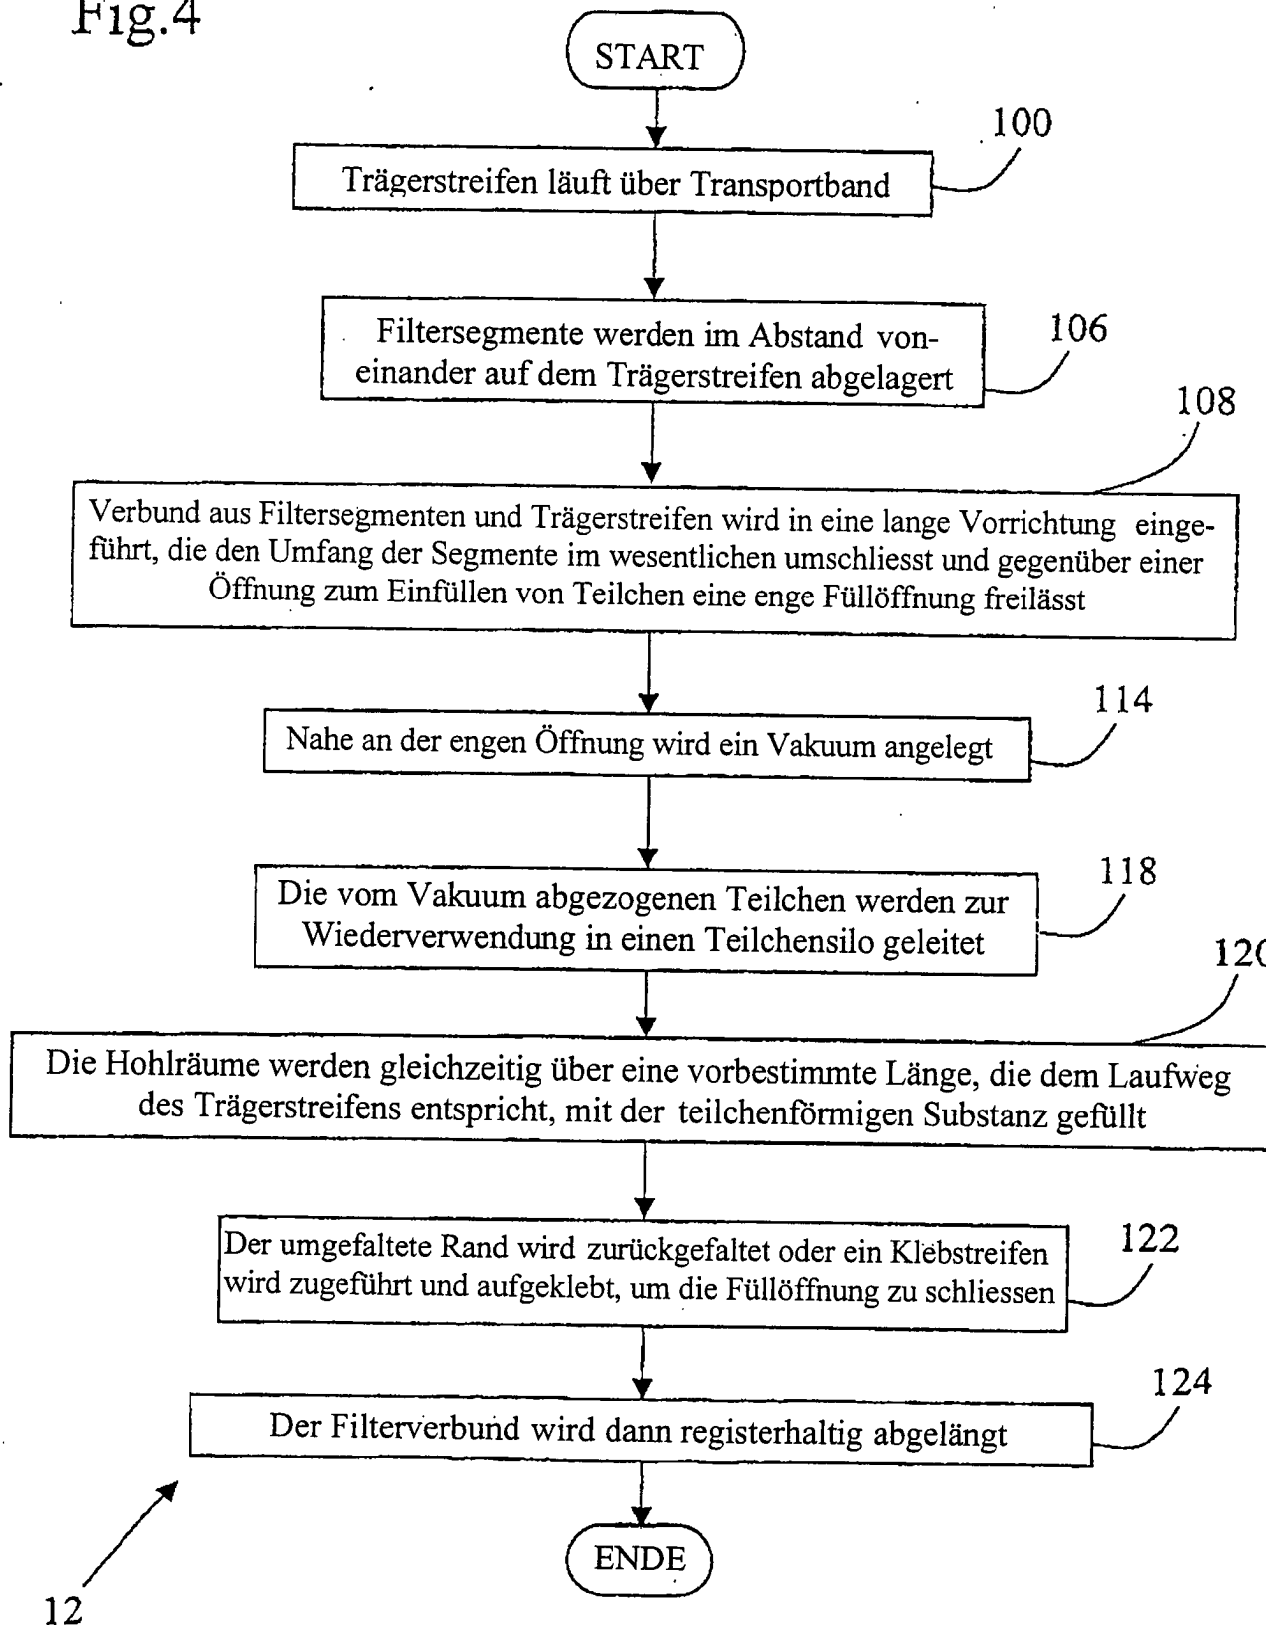 Fig.4
START
100
Trägerstreifen läuft über Transportband
106
Filtersegmente werden im Abstand von-
einander auf dem Trägerstreifen abgelagert
108
Verbund aus Filtersegmenten und Trägerstreifen wird in eine lange Vorrichtung einge-
führt, die den Umfang der Segmente im wesentlichen umschliesst und gegenüber einer
Öffnung zum Einfüllen von Teilchen eine enge Füllöffnung freilässt
114
Nahe an der engen Öffnung wird ein Vakuum angelegt
118
Die vom Vakuum abgezogenen Teilchen werden zur
Wiederverwendung in einen Teilchensilo geleitet
120
Die Hohlräume werden gleichzeitig über eine vorbestimmte Länge, die dem Laufweg
des Trägerstreifens entspricht, mit der teilchenförmigen Substanz gefüllt
122
Der umgefaltete Rand wird zurückgefaltet oder ein Klebstreifen
wird zugeführt und aufgeklebt, um die Füllöffnung zu schliessen
124
Der Filterverbund wird dann registerhaltig abgelängt
ENDE
12